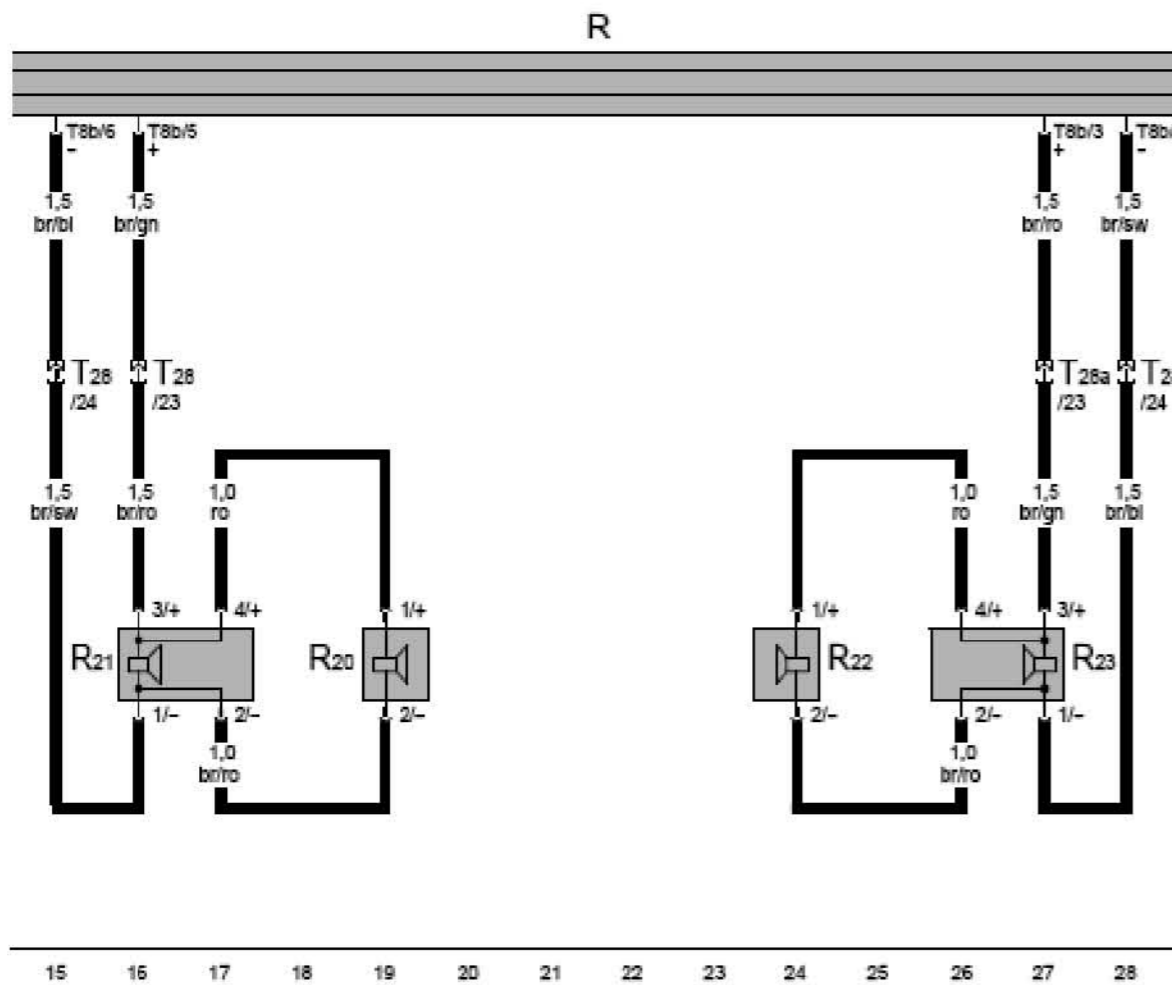 R
T8b/6 T8b/5 T8b/3 T8b/
- + + -
1,5 1,5 1,5 1,5
br/bl br/gn br/ro br/sw
T28 T28 T28a T2
/24 /23 /23 /24
1,5 1,5 1,0 1,0 1,5 1,5
br/sw br/ro ro ro br/gn br/bl
3/+ 4/+ 1/+ 1/+ 4/+ 3/+
R21 R20 R22 R23
1/- 2/- 2/- 2/- 2/- 1/-
1,0 1,0
br/ro br/ro
15 16 17 18 19 20 21 22 23 24 25 26 27 28